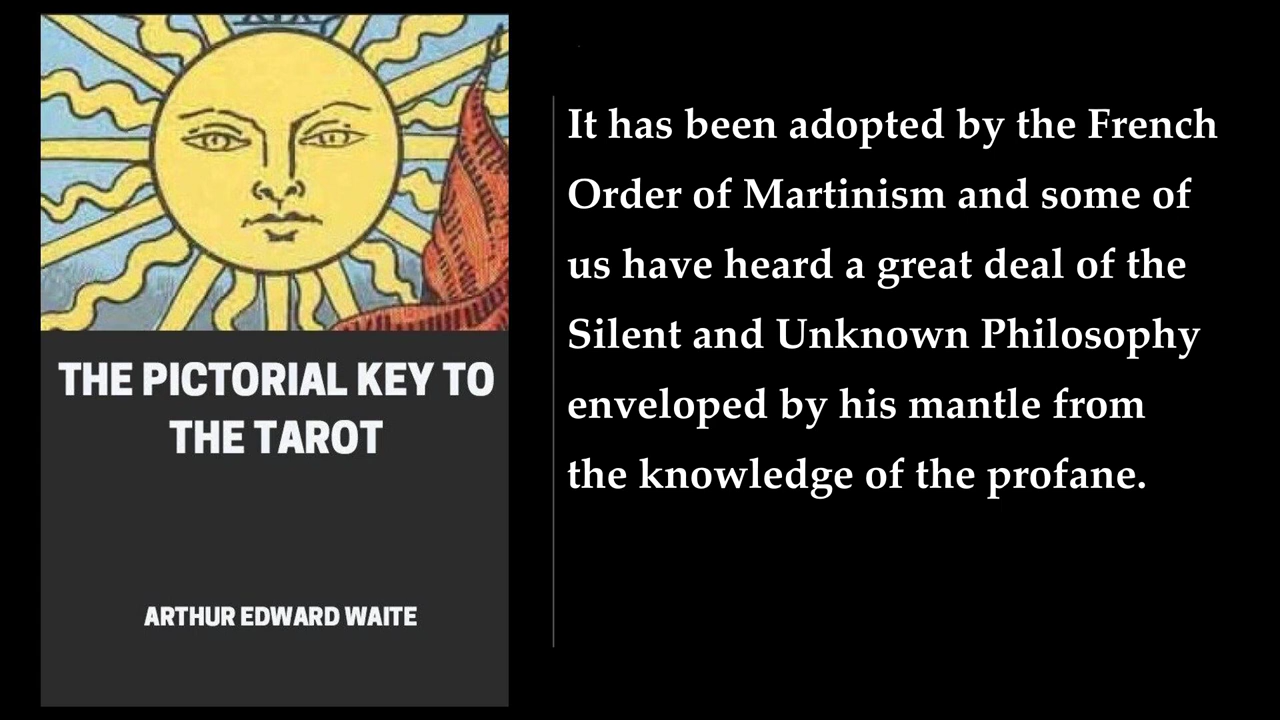 THE PICTORIAL KEY TO
THE TAROT
ARTHUR EDWARD WAITE
It has been adopted by the French
Order of Martinism and some of
us have heard a great deal of the
Silent and Unknown Philosophy
enveloped by his mantle from
the knowledge of the profane.